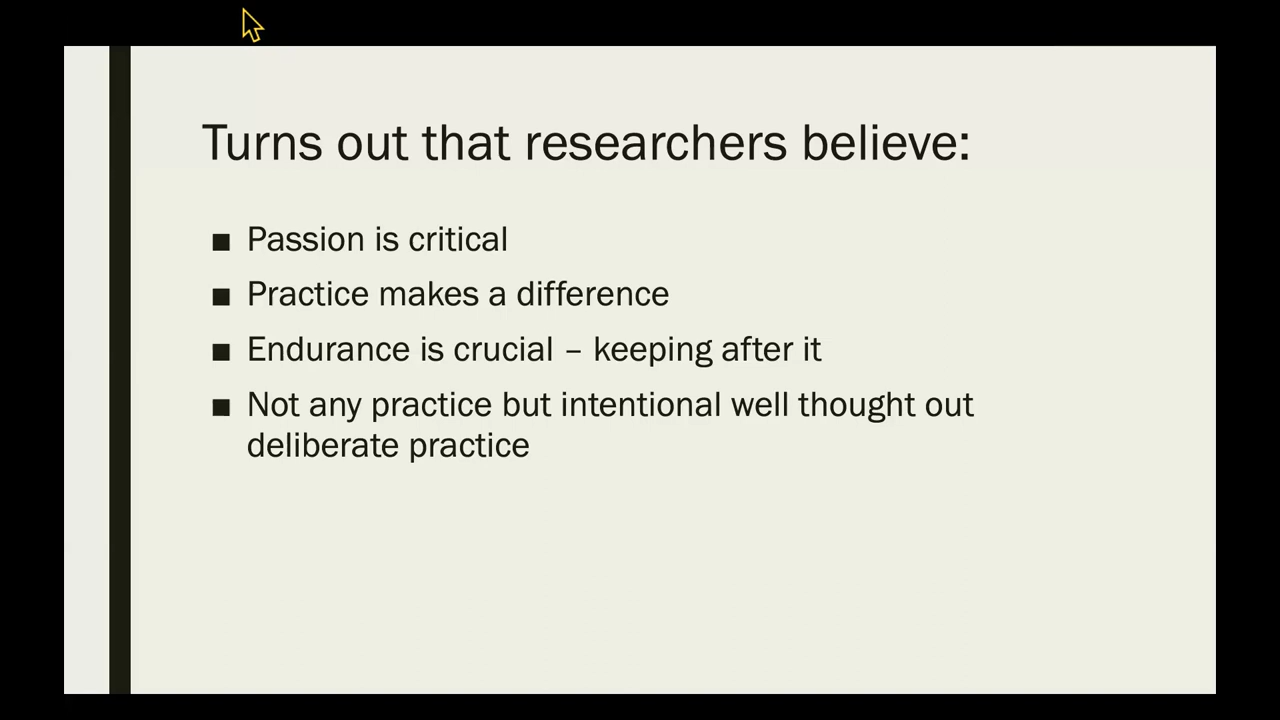 Turns out that researchers believe:
■ Passion is critical
■ Practice makes a difference
■ Endurance is crucial – keeping after it
■ Not any practice but intentional well thought out
deliberate practice